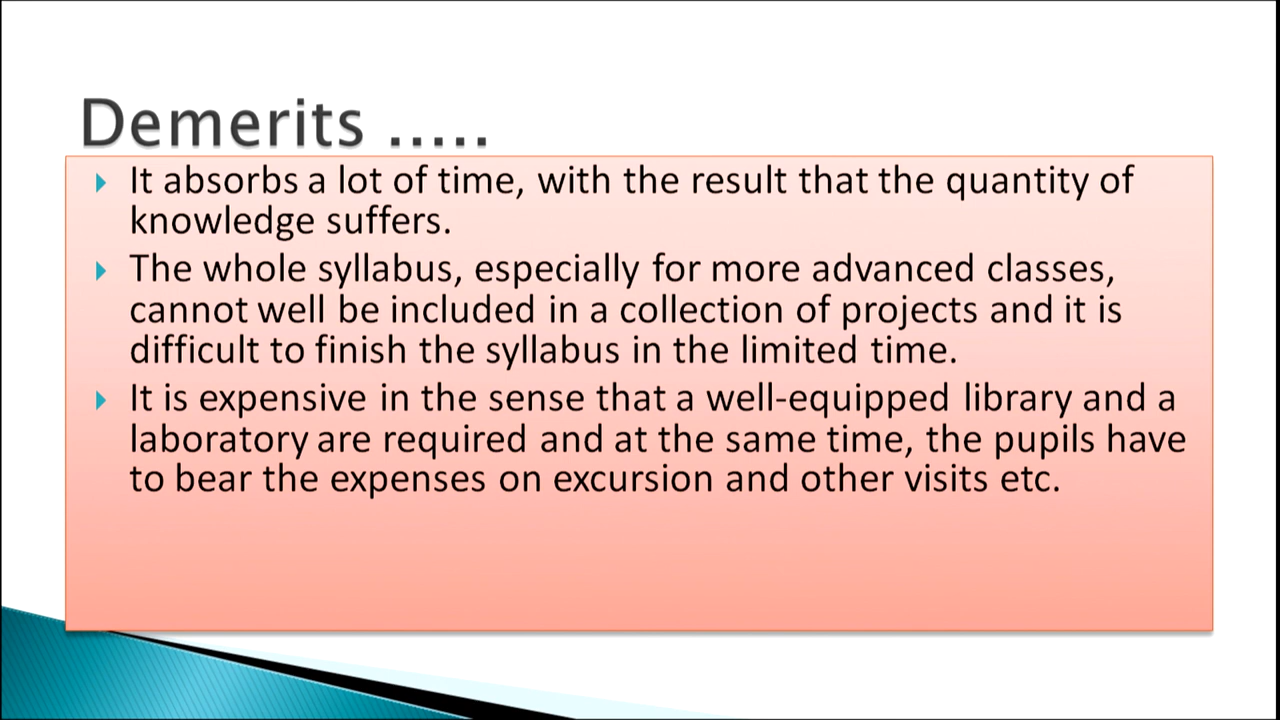 Demerits .....
It absorbs a lot of time, with the result that the quantity of
knowledge suffers.
The whole syllabus, especially for more advanced classes,
cannot well be included in a collection of projects and it is
difficult to finish the syllabus in the limited time.
It is expensive in the sense that a well-equipped library and a
laboratory are required and at the same time, the pupils have
to bear the expenses on excursion and other visits etc.